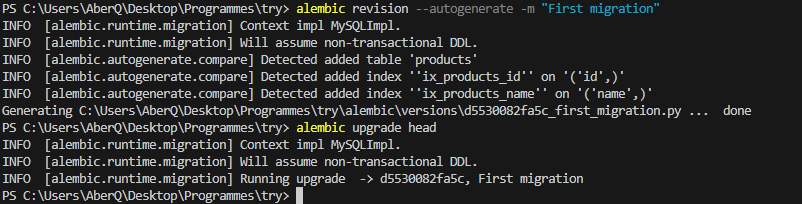 PS C:\Users\AberQ\Desktop\Programmes\try> alembic revision --autogenerate -m "First migration"
INFO  [alembic.runtime.migration] Context impl MySQLImpl.
INFO  [alembic.runtime.migration] Will assume non-transactional DDL.
INFO  [alembic.autogenerate.compare] Detected added table 'products'
INFO  [alembic.autogenerate.compare] Detected added index ''ix_products_id'' on '('id',)'
INFO  [alembic.autogenerate.compare] Detected added index ''ix_products_name'' on '('name',)'
Generating C:\Users\AberQ\Desktop\Programmes\try\alembic\versions\d5530082fa5c_first_migration.py ...  done
PS C:\Users\AberQ\Desktop\Programmes\try> alembic upgrade head
INFO  [alembic.runtime.migration] Context impl MySQLImpl.
INFO  [alembic.runtime.migration] Will assume non-transactional DDL.
INFO  [alembic.runtime.migration] Running upgrade  -> d5530082fa5c, First migration
PS C:\Users\AberQ\Desktop\Programmes\try>